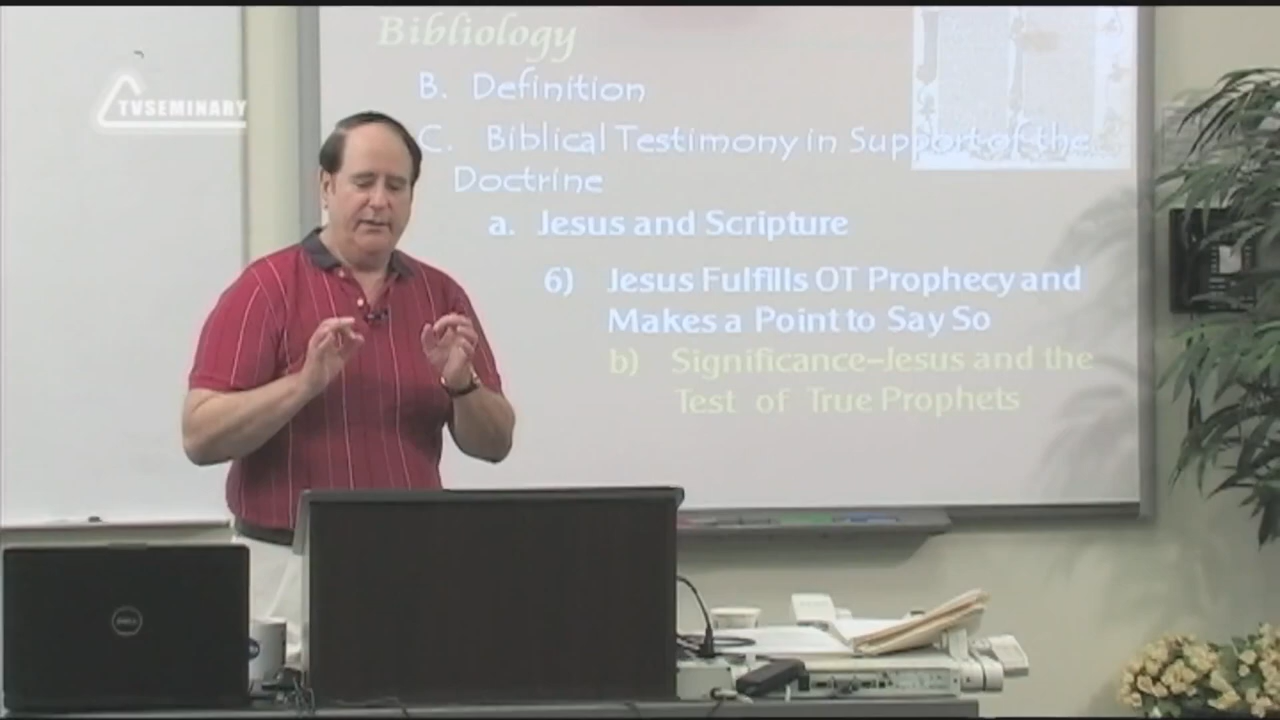 Bibliology
TVSEMINARY
B. Definition
C. Biblical Testimony in Support of the
Doctrine
a. Jesus and Scripture
6) Jesus Fulfills OT Prophecy and
Makes a Point to Say So
b) Significance–Jesus and the
Test of True Prophets
DELL